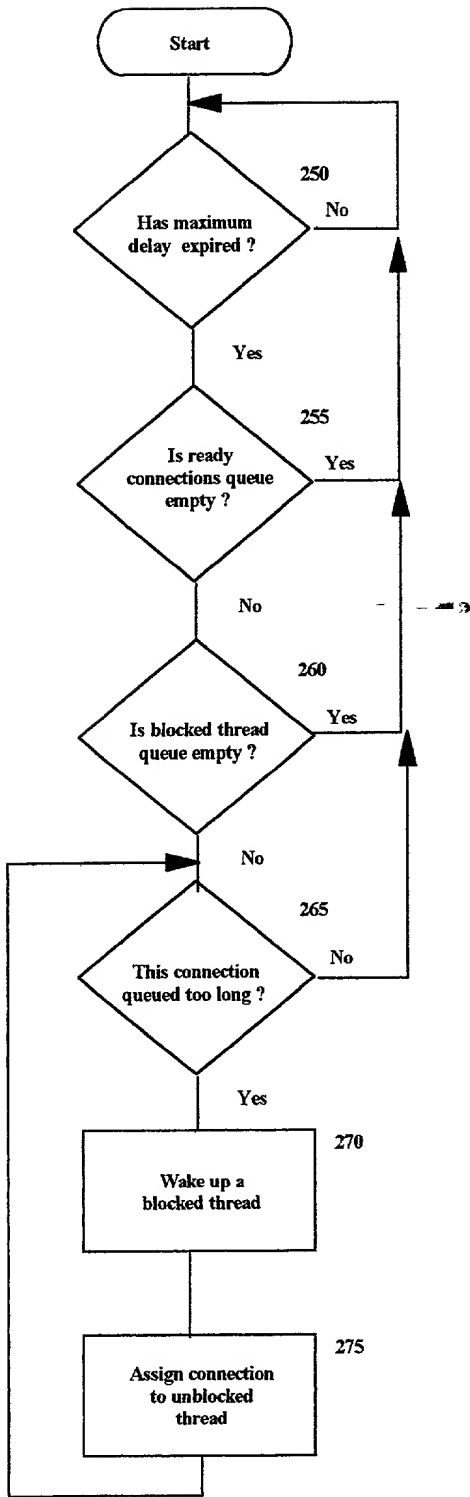 Start
250
No
Has maximum
delay expired ?
Yes
255
Is ready
connections queue
empty ?
Yes
No
260
Is blocked thread
queue empty ?
Yes
No
265
This connection
queued too long ?
No
Yes
270
Wake up a
blocked thread
275
Assign connection
to unblocked
thread